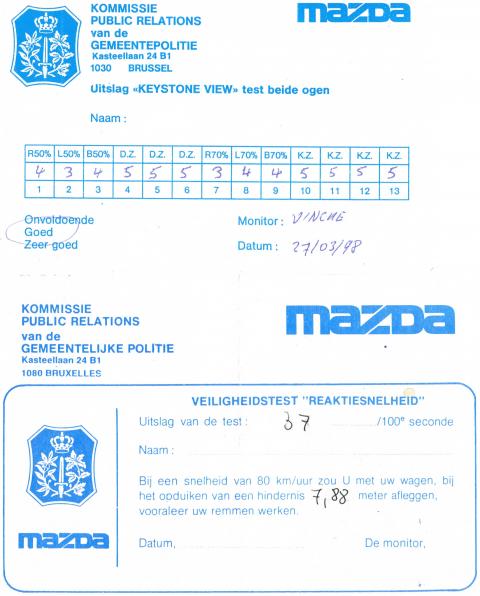 KOMMISSIE
PUBLIC RELATIONS
van de
GEMEENTEPOLITIE
Kasteellaan 24 B1
1030 BRUSSEL
mazda
Uitslag «KEYSTONE VIEW» test beide ogen
Naam :
R50% L50% B50% D.Z. D.Z. D.Z. R70% L70% B70% K.Z. K.Z. K.Z. K.Z.
4 3 4 5 5 5 3 4 4 5 5 5 5
1 2 3 4 5 6 7 8 9 10 11 12 13
Onvoldoende
Goed
Zeer goed
Monitor : VINCHE
Datum : 27/03/98
KOMMISSIE
PUBLIC RELATIONS
van de
GEMEENTELIJKE POLITIE
Kasteellaan 24 B1
1080 BRUXELLES
mazda
VEILIGHEIDSTEST "REAKTIESNELHEID"
Uitslag van de test : 37 /100e seconde
Naam :
Bij een snelheid van 80 km/uur zou U met uw wagen, bij
het opduiken van een hindernis 7,88 meter afleggen,
vooraleer uw remmen werken.
mazda
Datum, De monitor,